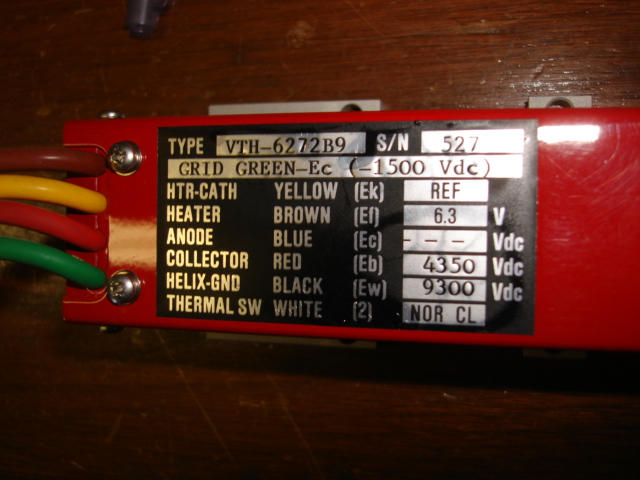 TYPE VTH-6272B9 S/N 527
GRID GREEN-Ec (-1500 Vdc)
HTR-CATH YELLOW (Ek) REF
HEATER BROWN (Ef) 6.3 V
ANODE BLUE (Ec) --- Vdc
COLLECTOR RED (Eb) 4350 Vdc
HELIX-GND BLACK (Ew) 9300 Vdc
THERMAL SW WHITE (2) NOR CL